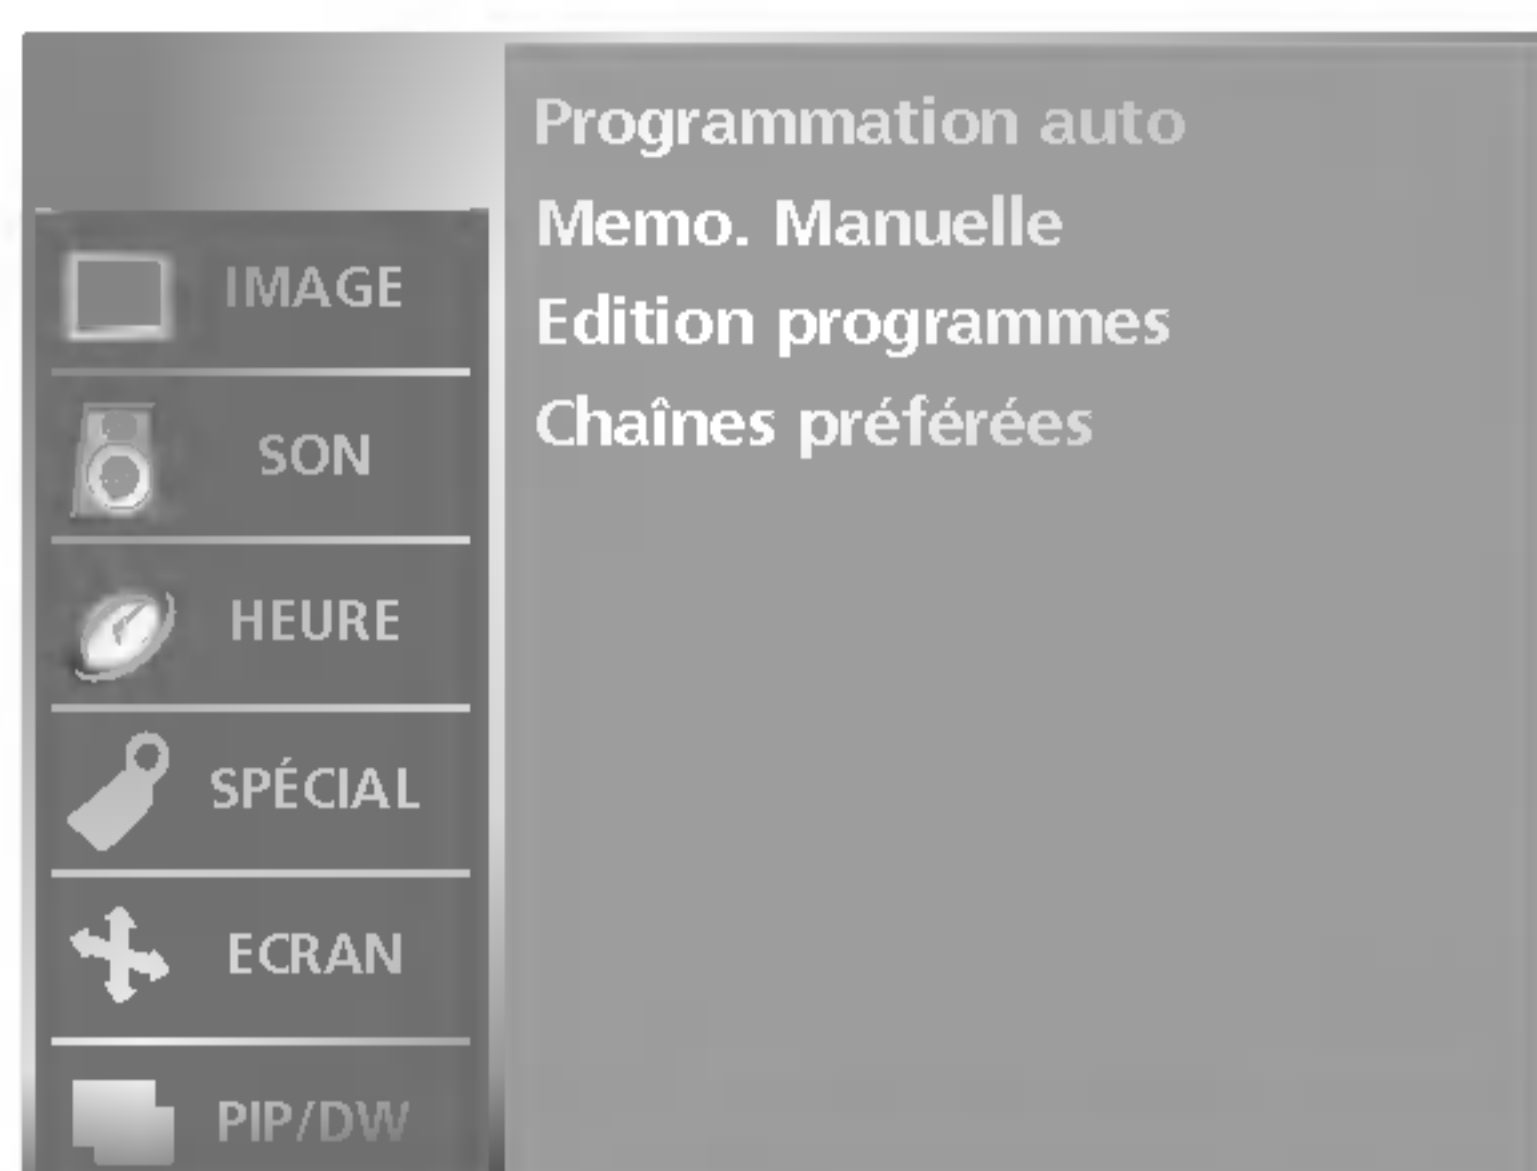 Programmation auto
Memo. Manuelle
Edition programmes
Chaînes préférées
IMAGE
SON
HEURE
SPÉCIAL
ECRAN
PIP/DW